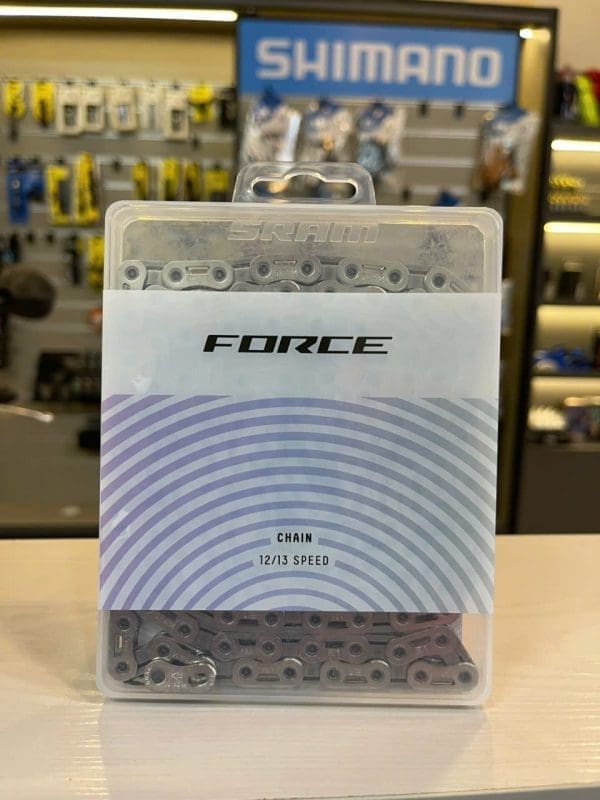 SHIMANO
SRAM
FORCE
CHAIN
12/13 SPEED